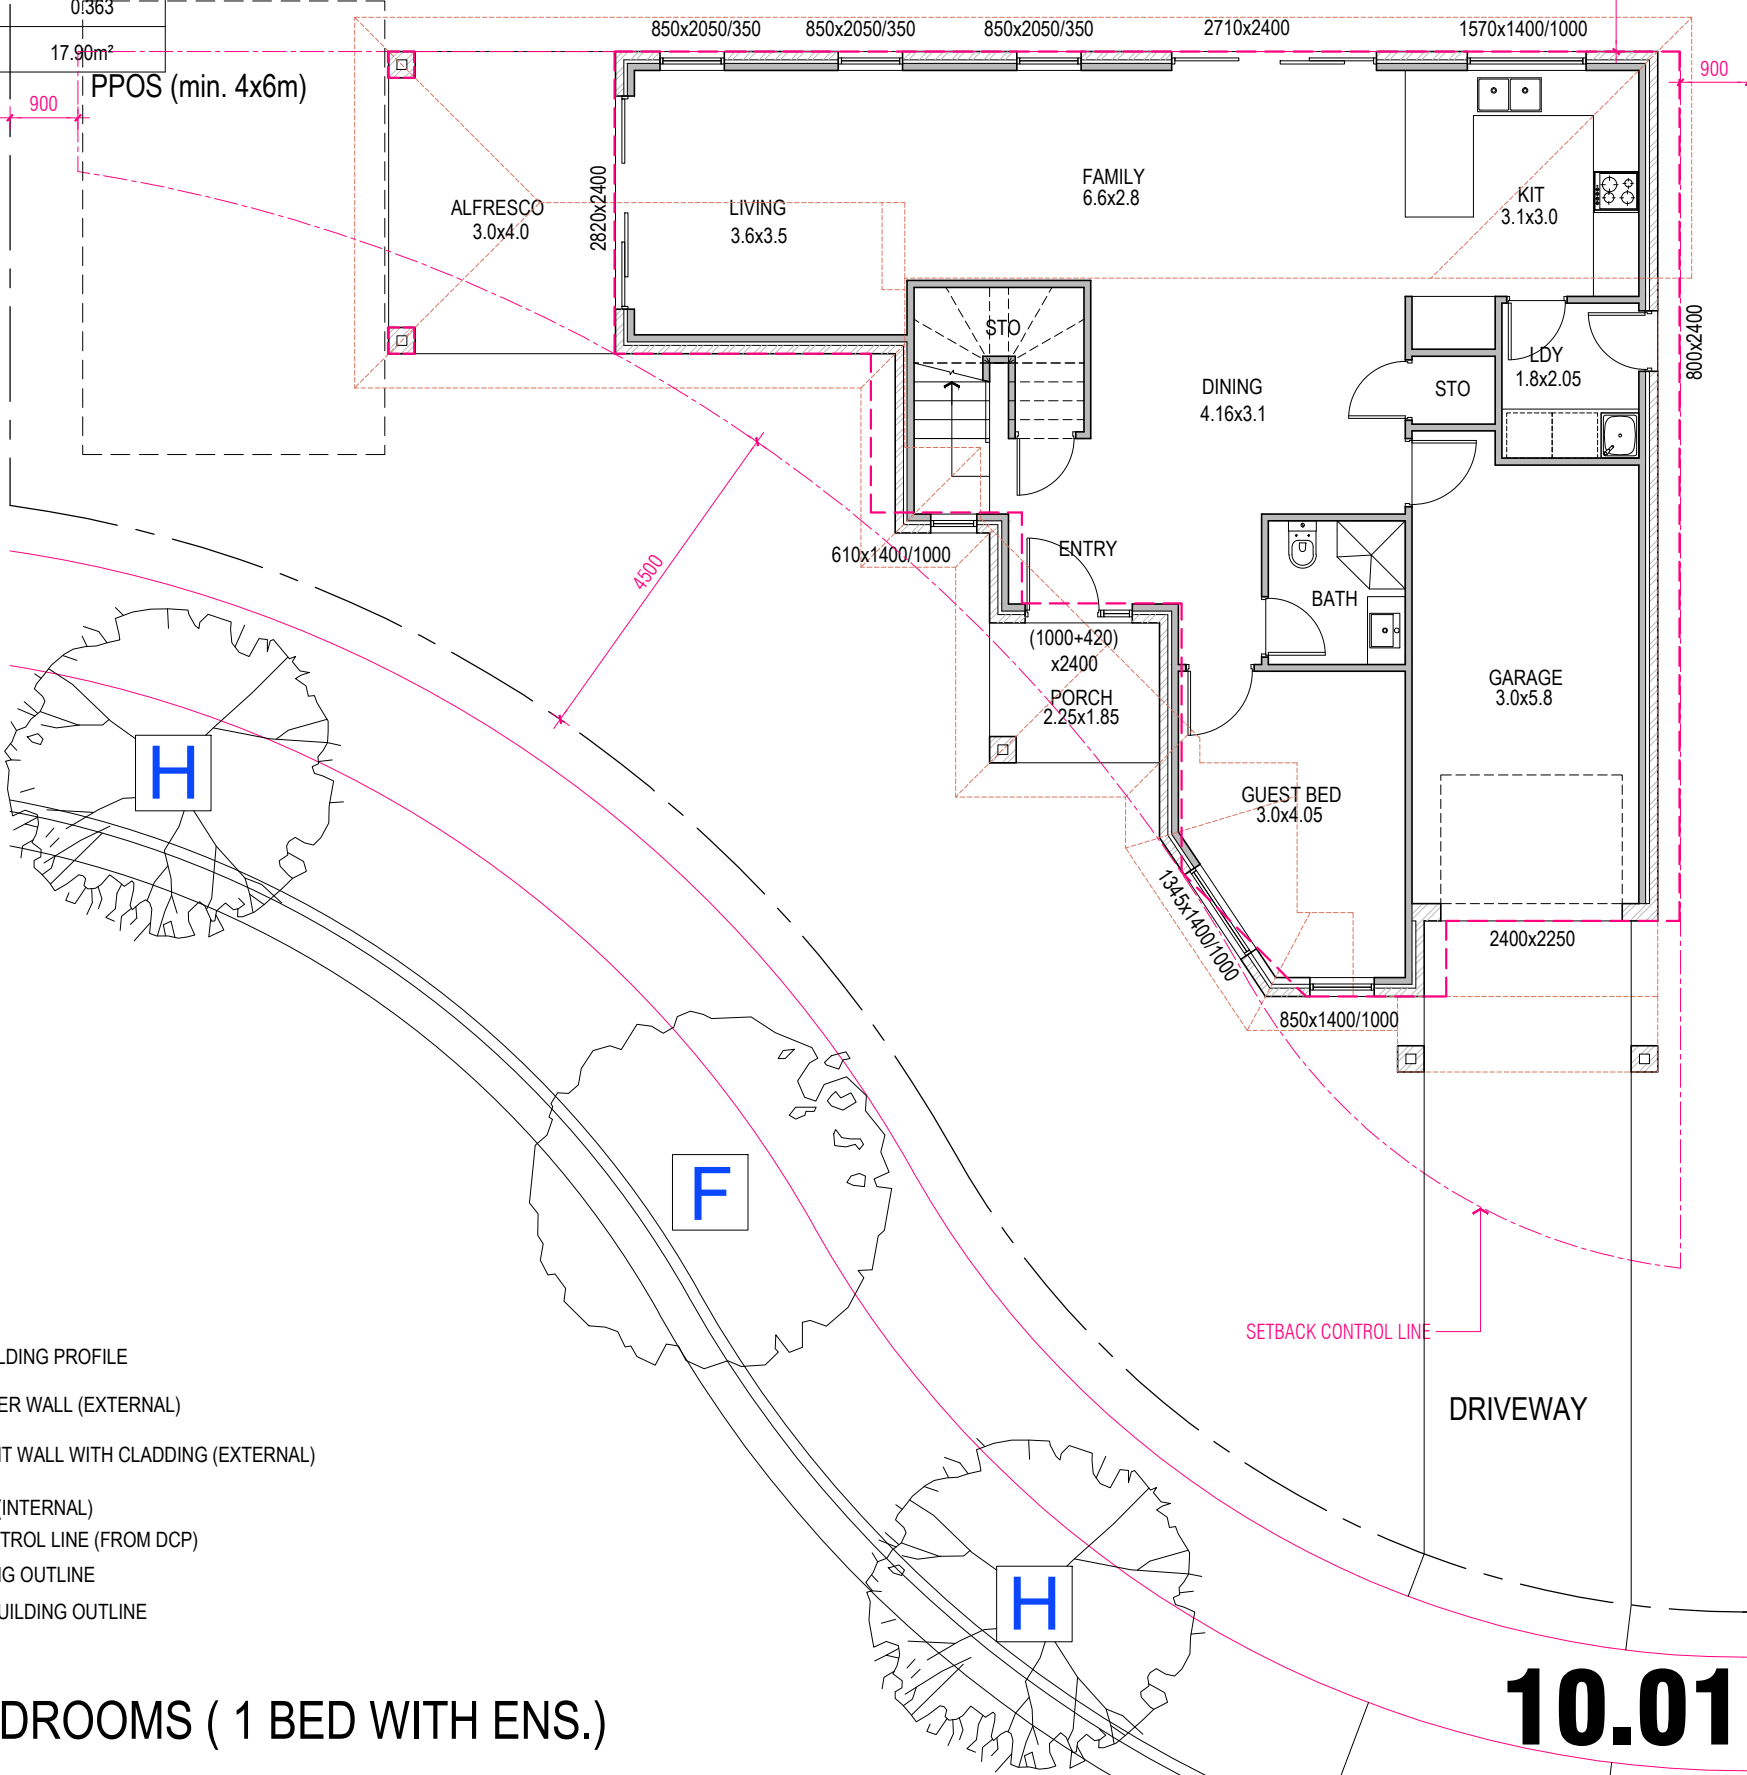 0.363
17.90m²
PPOS (min. 4x6m)
900
850x2050/350
850x2050/350
850x2050/350
2710x2400
1570x1400/1000
900
ALFRESCO
3.0x4.0
2820x2400
LIVING
3.6x3.5
FAMILY
6.6x2.8
KIT
3.1x3.0
STO
DINING
4.16x3.1
STO
LDY
1.8x2.05
800x2400
4500
610x1400/1000
ENTRY
(1000+420)
x2400
PORCH
2.25x1.85
BATH
GARAGE
3.0x5.8
GUEST BED
3.0x4.05
1345x1400/1000
2400x2250
850x1400/1000
H
F
H
SETBACK CONTROL LINE
DRIVEWAY
LDING PROFILE
ER WALL (EXTERNAL)
IT WALL WITH CLADDING (EXTERNAL)
(INTERNAL)
TROL LINE (FROM DCP)
NG OUTLINE
UILDING OUTLINE
DROOMS ( 1 BED WITH ENS.)
10.01